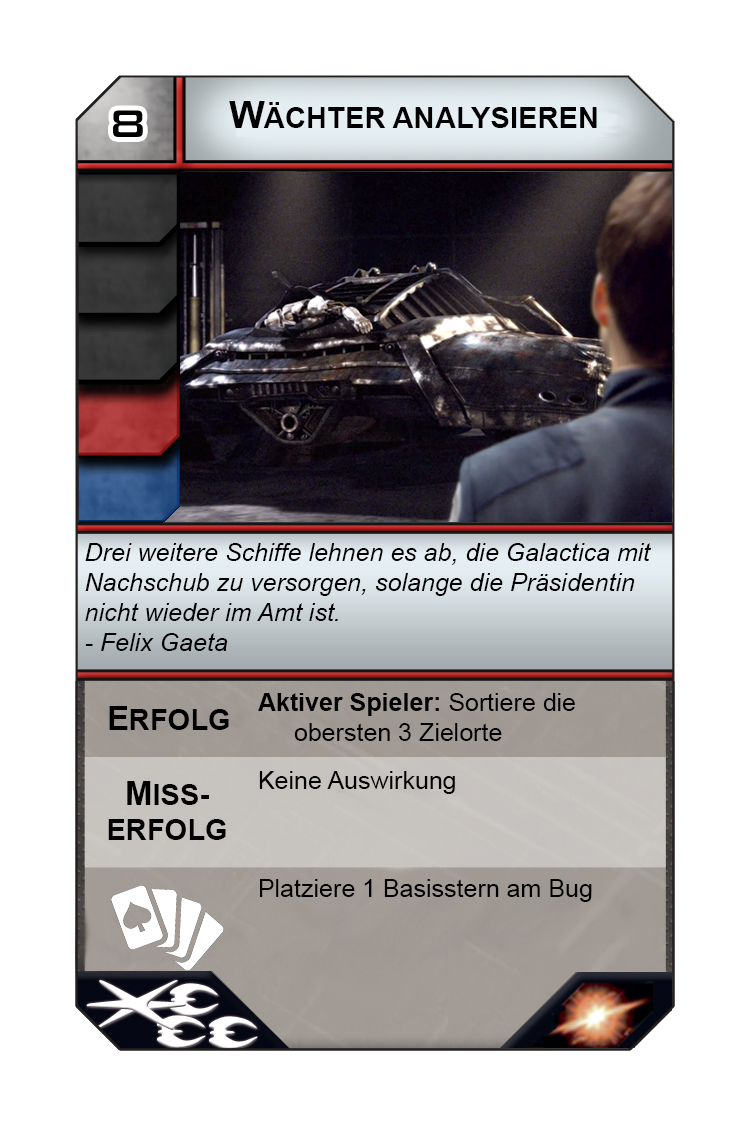 8
WÄCHTER ANALYSIEREN
Drei weitere Schiffe lehnen es ab, die Galactica mit
Nachschub zu versorgen, solange die Präsidentin
nicht wieder im Amt ist.
- Felix Gaeta
ERFOLG
Aktiver Spieler: Sortiere die
obersten 3 Zielorte
MISS-
ERFOLG
Keine Auswirkung
Platziere 1 Basisstern am Bug